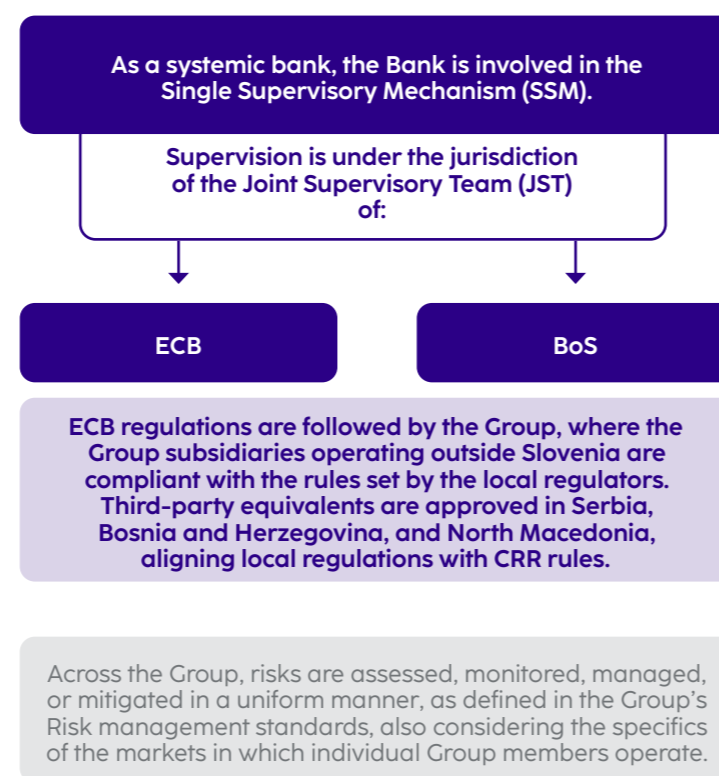 As a systemic bank, the Bank is involved in the
Single Supervisory Mechanism (SSM).
Supervision is under the jurisdiction
of the Joint Supervisory Team (JST)
of:
ECB
BoS
ECB regulations are followed by the Group, where the
Group subsidiaries operating outside Slovenia are
compliant with the rules set by the local regulators.
Third-party equivalents are approved in Serbia,
Bosnia and Herzegovina, and North Macedonia,
aligning local regulations with CRR rules.
Across the Group, risks are assessed, monitored, managed,
or mitigated in a uniform manner, as defined in the Group's
Risk management standards, also considering the specifics
of the markets in which individual Group members operate.